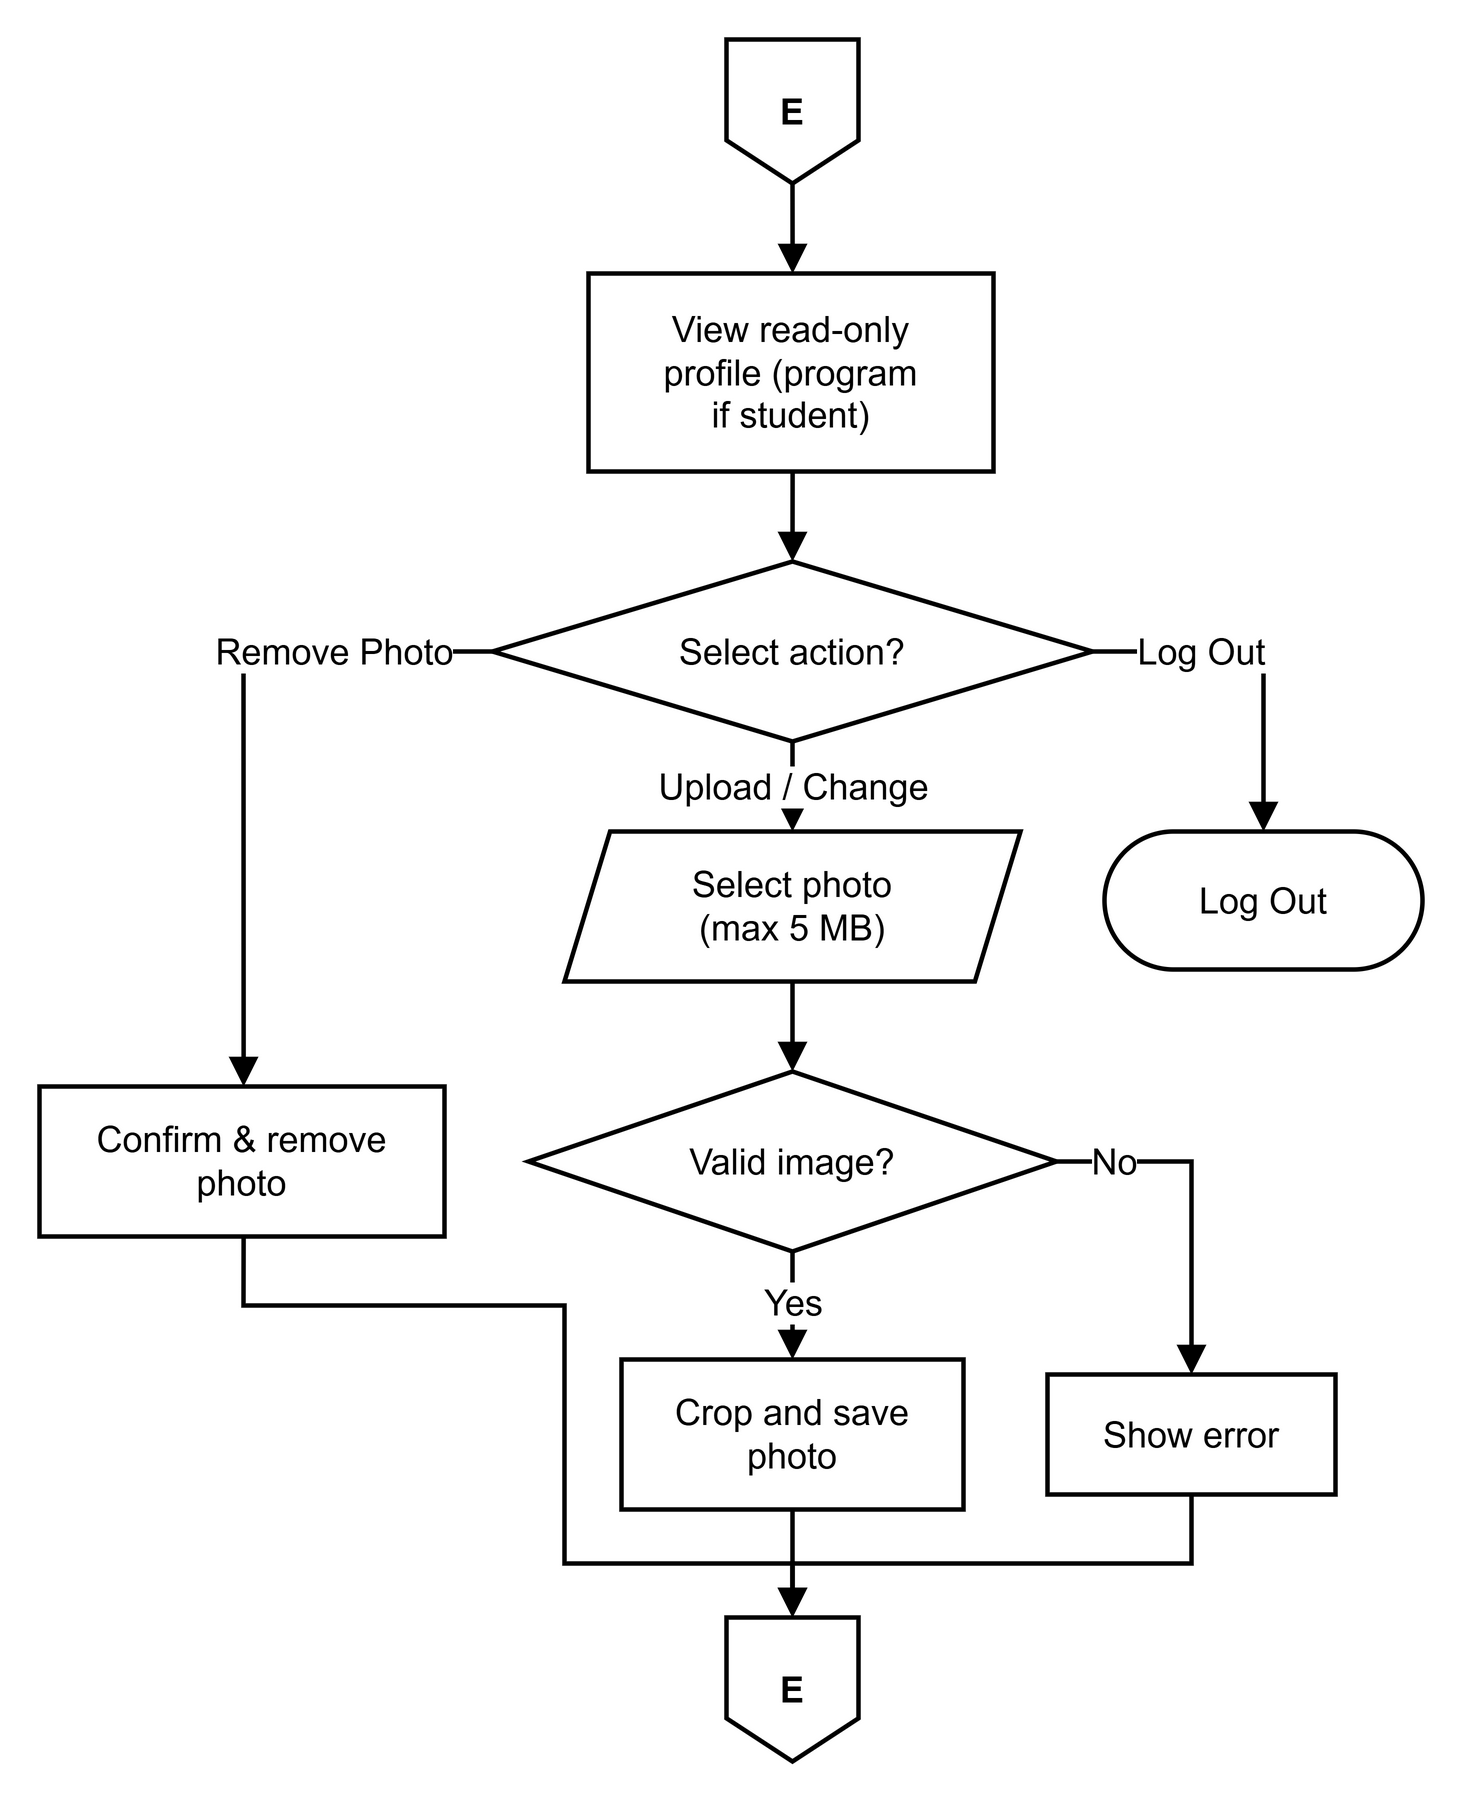 E
View read-only
profile (program
if student)
Select action?
Remove Photo
Log Out
Upload / Change
Select photo
(max 5 MB)
Log Out
Confirm & remove
photo
Valid image?
No
Yes
Crop and save
photo
Show error
E